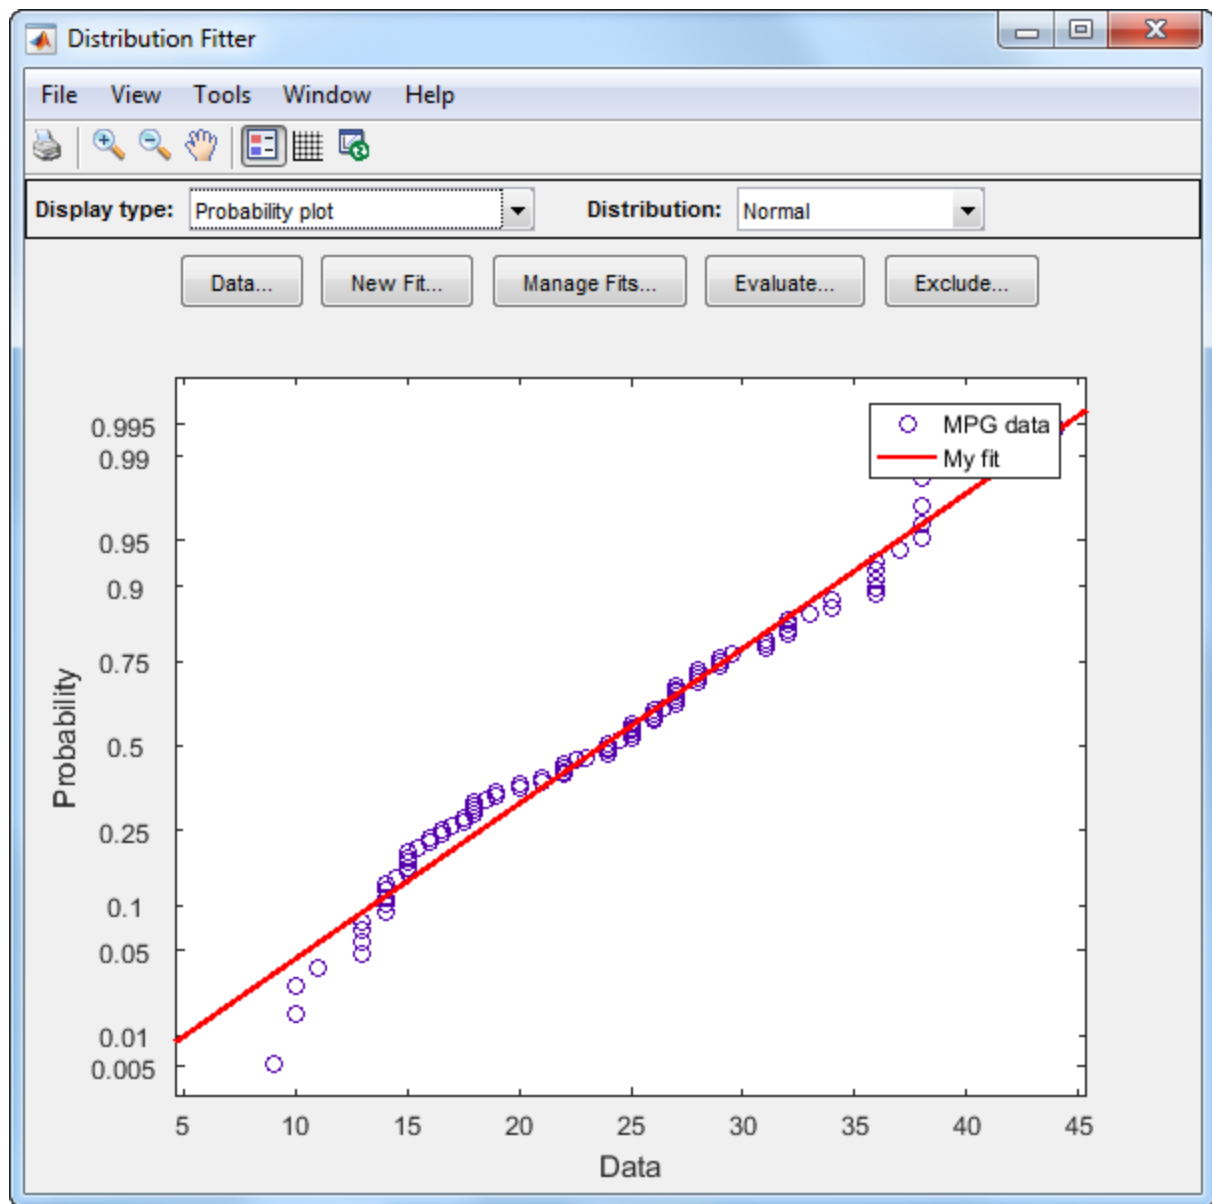 Distribution Fitter
File View Tools Window Help
Display type: Probability plot Distribution: Normal
Data... New Fit... Manage Fits... Evaluate... Exclude...
MPG data
My fit
0.995
0.99
0.95
0.9
0.75
0.5
0.25
0.1
0.05
0.01
0.005
Probability
5 10 15 20 25 30 35 40 45
Data